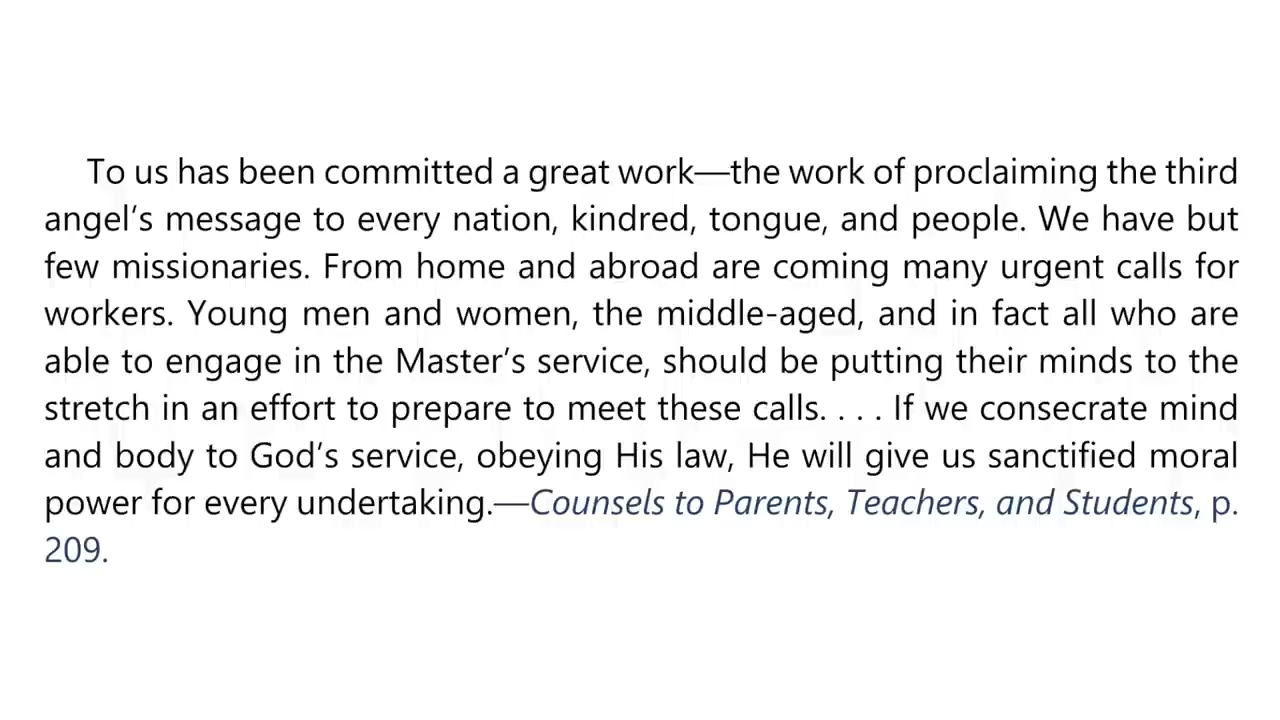 To us has been committed a great work—the work of proclaiming the third
angel’s message to every nation, kindred, tongue, and people. We have but
few missionaries. From home and abroad are coming many urgent calls for
workers. Young men and women, the middle-aged, and in fact all who are
able to engage in the Master’s service, should be putting their minds to the
stretch in an effort to prepare to meet these calls. . . . If we consecrate mind
and body to God’s service, obeying His law, He will give us sanctified moral
power for every undertaking.—Counsels to Parents, Teachers, and Students, p.
209.